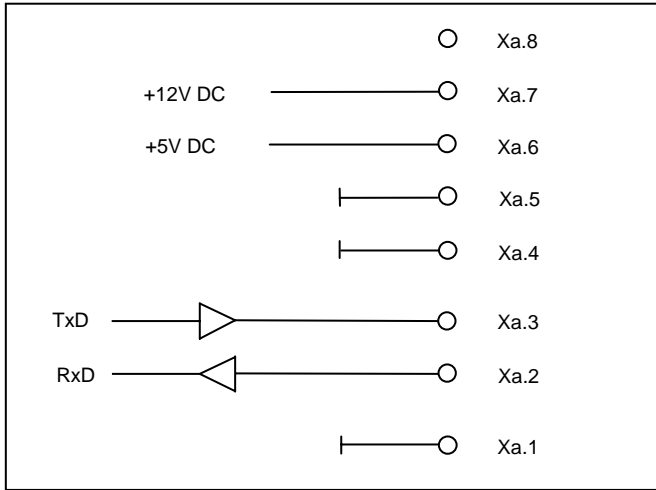 Xa.8
+12V DC Xa.7
+5V DC Xa.6
Xa.5
Xa.4
TxD Xa.3
RxD Xa.2
Xa.1